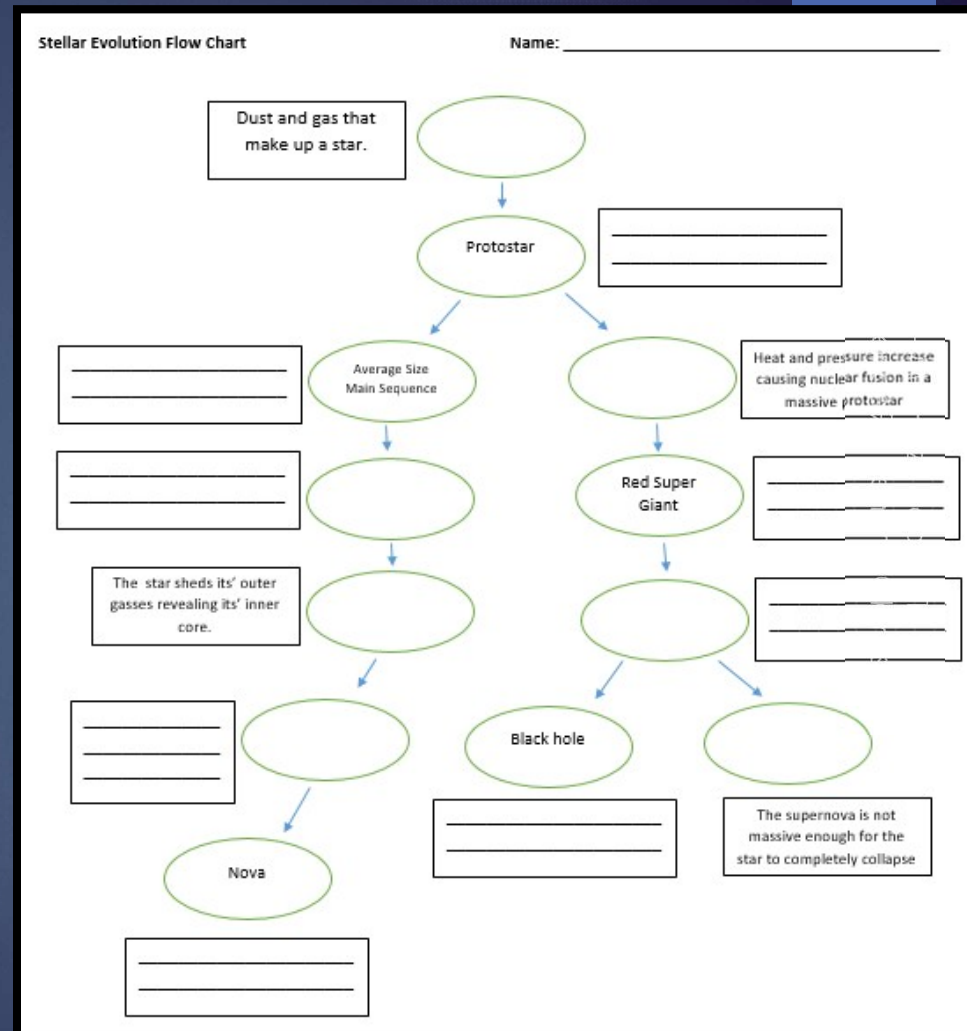 Stellar Evolution Flow Chart
Name:
Dust and gas that
make up a star.
Protostar
Average Size
Main Sequence
Heat and pressure increase
causing nuclear fusion in a
massive protostar
Red Super
Giant
The star sheds its' outer
gasses revealing its' inner
core.
Black hole
The supernova is not
massive enough for the
star to completely collapse
Nova